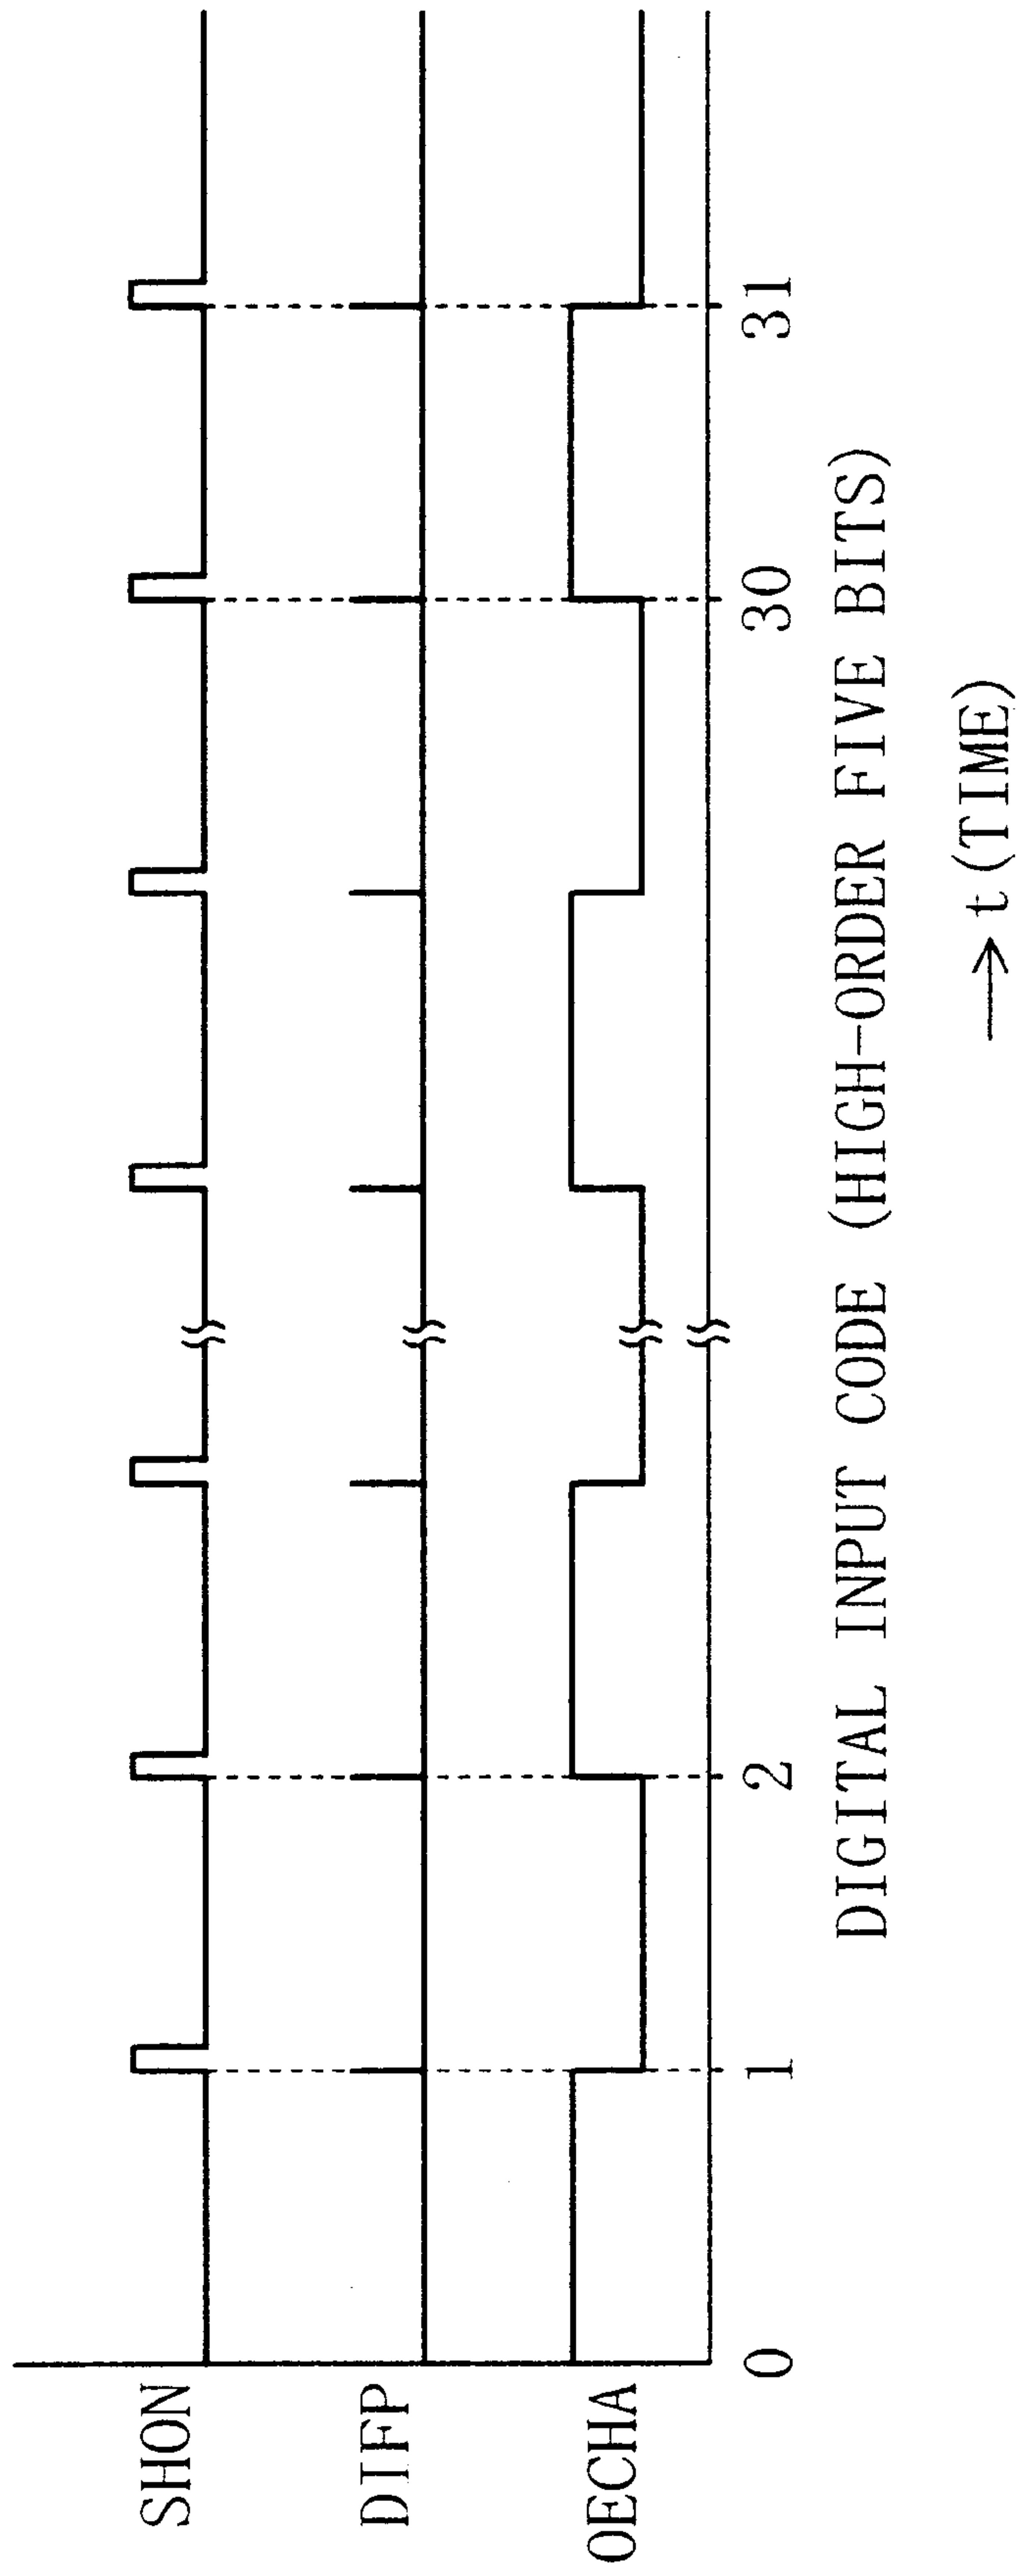 SHON
DIFP
OECHA
0 1 2 30 31
DIGITAL INPUT CODE (HIGH-ORDER FIVE BITS)
→ t (TIME)